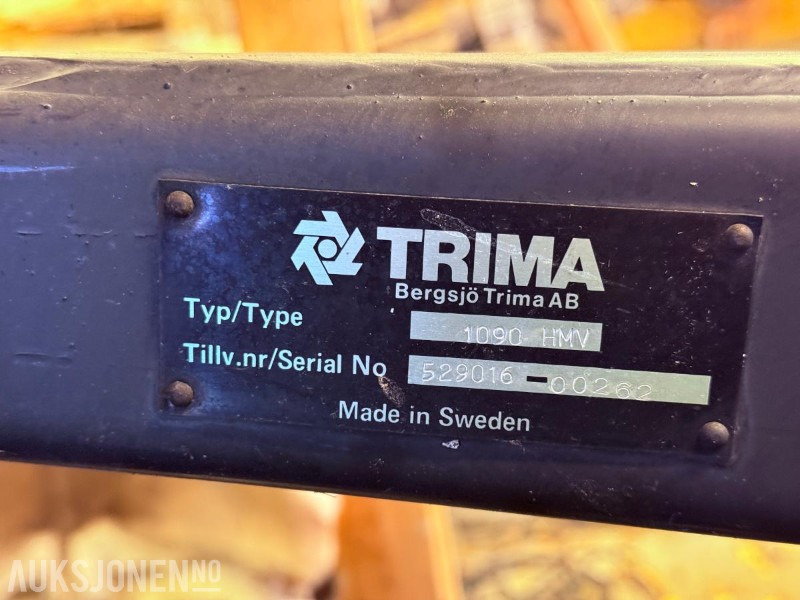 TRIMA
Bergsjö Trima AB
Typ/Type 1090 HMV
Tillv.nr/Serial No 529016-00262
Made in Sweden
AUKSJONEN.NO